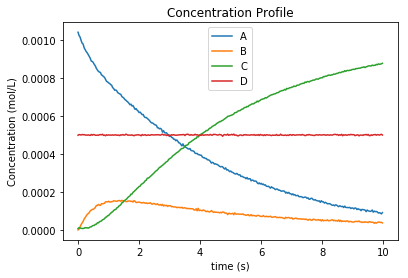 Concentration Profile
Concentration (mol/L)
0.0010
0.0008
0.0006
0.0004
0.0002
0.0000
A
B
C
D
0 2 4 6 8 10
time (s)